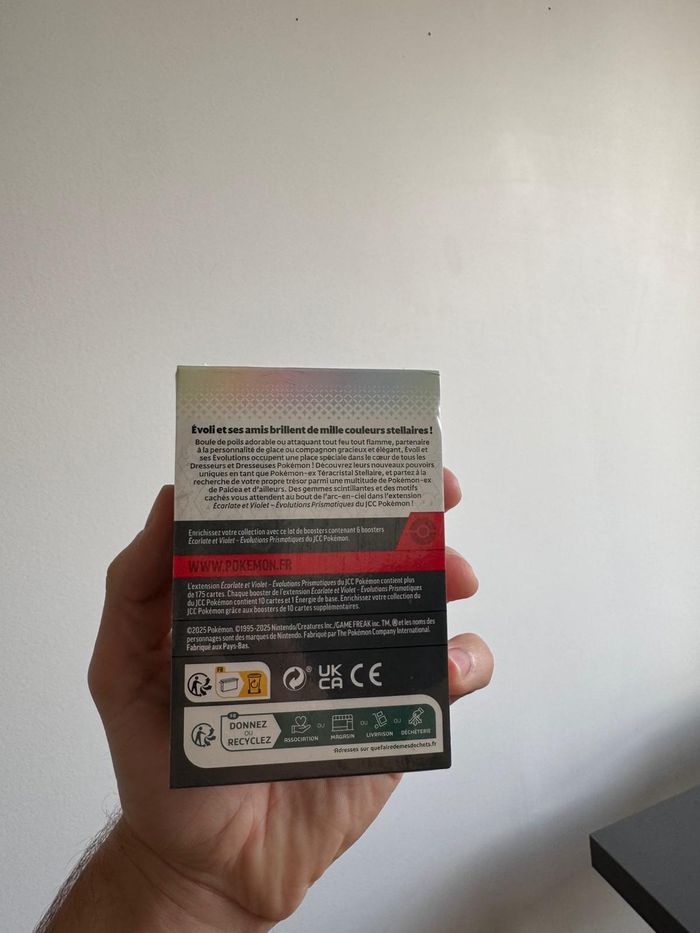 Évoli et ses amis brillent de mille couleurs stellaires !
Boule de poils adorable ou attaquant tout feu tout flamme, partenaire
à la personnalité de glace ou compagnon gracieux et élégant, Évoli et
ses Évolutions occupent une place spéciale dans le cœur de tous les
Dresseurs et Dresseuses Pokémon ! Découvrez leurs nouveaux pouvoirs
uniques en tant que Pokémon-ex Téracristal Stellaire, et partez à la
recherche de votre propre trésor parmi une multitude de Pokémon-ex
de Paldea et d'ailleurs. Des gemmes scintillantes et des motifs
cachés vous attendent au bout de l'arc-en-ciel dans l'extension
Écarlate et Violet – Évolutions Prismatiques du JCC Pokémon !
Enrichissez votre collection avec ce lot de boosters contenant 6 boosters
Écarlate et Violet – Évolutions Prismatiques du JCC Pokémon.
WWW.POKEMON.FR
L'extension Écarlate et Violet – Évolutions Prismatiques du JCC Pokémon contient plus
de 175 cartes. Chaque booster de l'extension Écarlate et Violet – Évolutions Prismatiques
du JCC Pokémon contient 10 cartes et 1 Énergie de base. Enrichissez votre collection du
JCC Pokémon grâce aux boosters de 10 cartes supplémentaires.
©2025 Pokémon. ©1995-2025 Nintendo/Creatures Inc./GAME FREAK inc. TM, ® et les noms des
personnages sont des marques de Nintendo. Fabriqué par The Pokémon Company International.
Fabriqué aux Pays-Bas.
FR
®
UK
CA
CE
FR
DONNEZ
OU
RECYCLEZ
ASSOCIATION
OU
MAGASIN
OU
LIVRAISON
OU
DÉCHÈTERIE
*Adresses sur quefairedemesdechets.fr